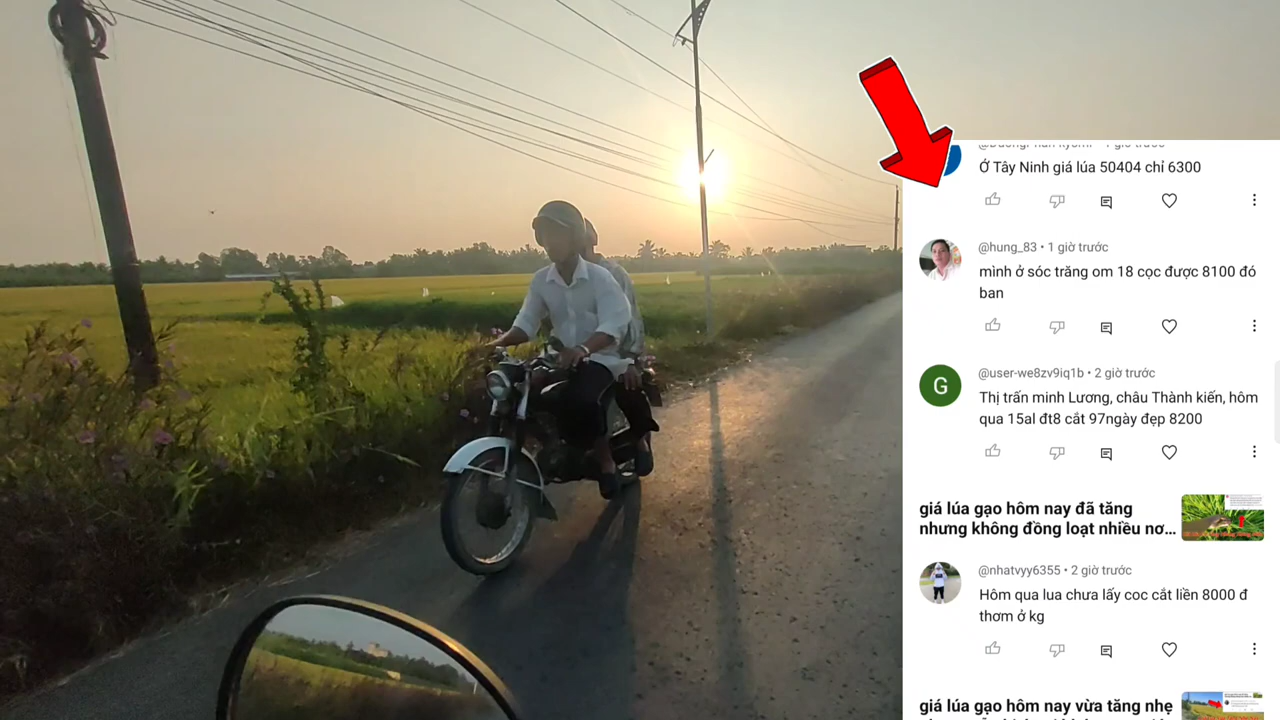 1 giờ trước
Ở Tây Ninh giá lúa 50404 chỉ 6300
@hung_83 • 1 giờ trước
mình ở sóc trăng om 18 cọc được 8100 đó
ban
G
@user-we8zv9iq1b • 2 giờ trước
Thị trấn minh Lương, châu Thành kiến, hôm
qua 15al đt8 cắt 97ngày đẹp 8200
giá lúa gạo hôm nay đã tăng
nhưng không đồng loạt nhiều nơ...
@nhatvyy6355 • 2 giờ trước
Hôm qua lua chưa lấy coc cắt liền 8000 đ
thơm ở kg
giá lúa gạo hôm nay vừa tăng nhẹ